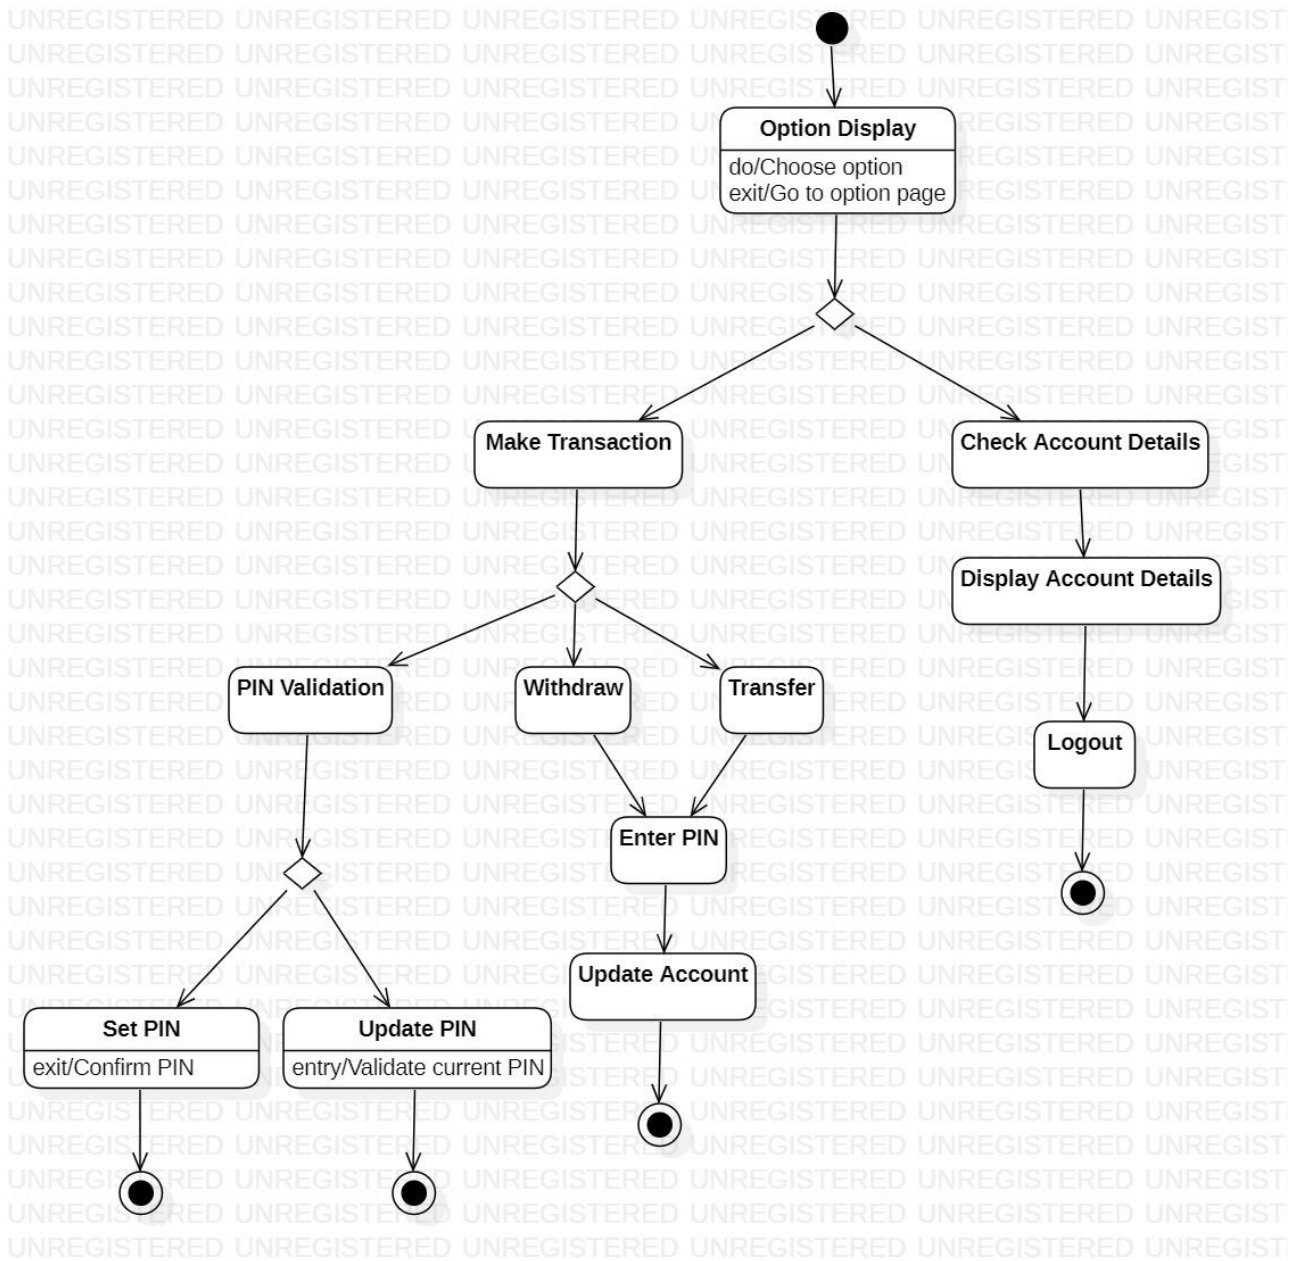 Option Display
do/Choose option
exit/Go to option page
Make Transaction
Check Account Details
Display Account Details
PIN Validation
Withdraw
Transfer
Logout
Enter PIN
Update Account
Set PIN
exit/Confirm PIN
Update PIN
entry/Validate current PIN
UNREGISTERED